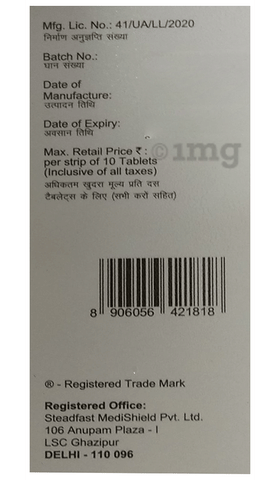 Mfg. Lic. No.: 41/UA/LL/2020
निर्माण अनुज्ञप्ति संख्या
Batch No.:
घान संख्या
Date of
Manufacture:
उत्पादन तिथि
Date of Expiry:
अवसान तिथि
Max. Retail Price ₹ :
per strip of 10 Tablets
(Inclusive of all taxes)
अधिकतम खुदरा मूल्य प्रति दस
टैबलेट्स के लिए (सभी करों सहित)
1mg
8 906056 421818
® - Registered Trade Mark
Registered Office:
Steadfast MediShield Pvt. Ltd.
106 Anupam Plaza - I
LSC Ghazipur
DELHI - 110 096